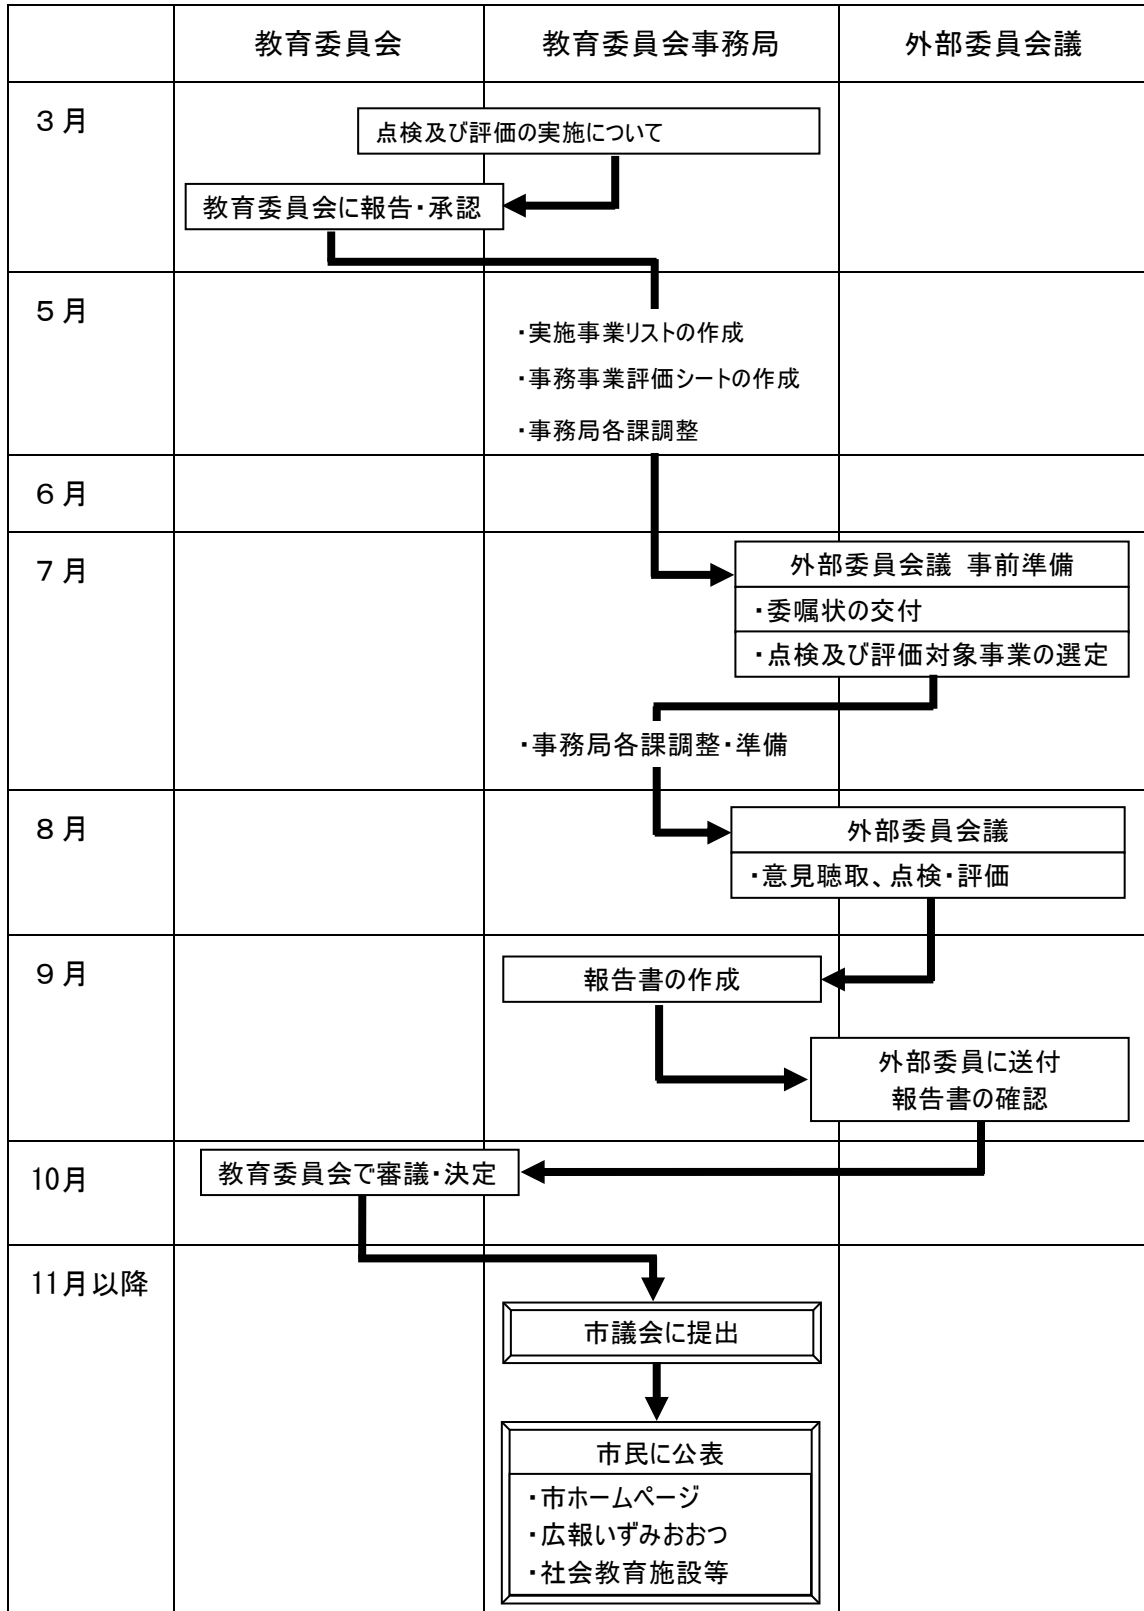 教育委員会
教育委員会事務局
外部委員会議
３月
点検及び評価の実施について
教育委員会に報告・承認
５月
・実施事業リストの作成
・事務事業評価シートの作成
・事務局各課調整
６月
７月
外部委員会議 事前準備
・委嘱状の交付
・点検及び評価対象事業の選定
・事務局各課調整・準備
８月
外部委員会議
・意見聴取、点検・評価
９月
報告書の作成
外部委員に送付
報告書の確認
10月
教育委員会で審議・決定
11月以降
市議会に提出
市民に公表
・市ホームページ
・広報いずみおおつ
・社会教育施設等